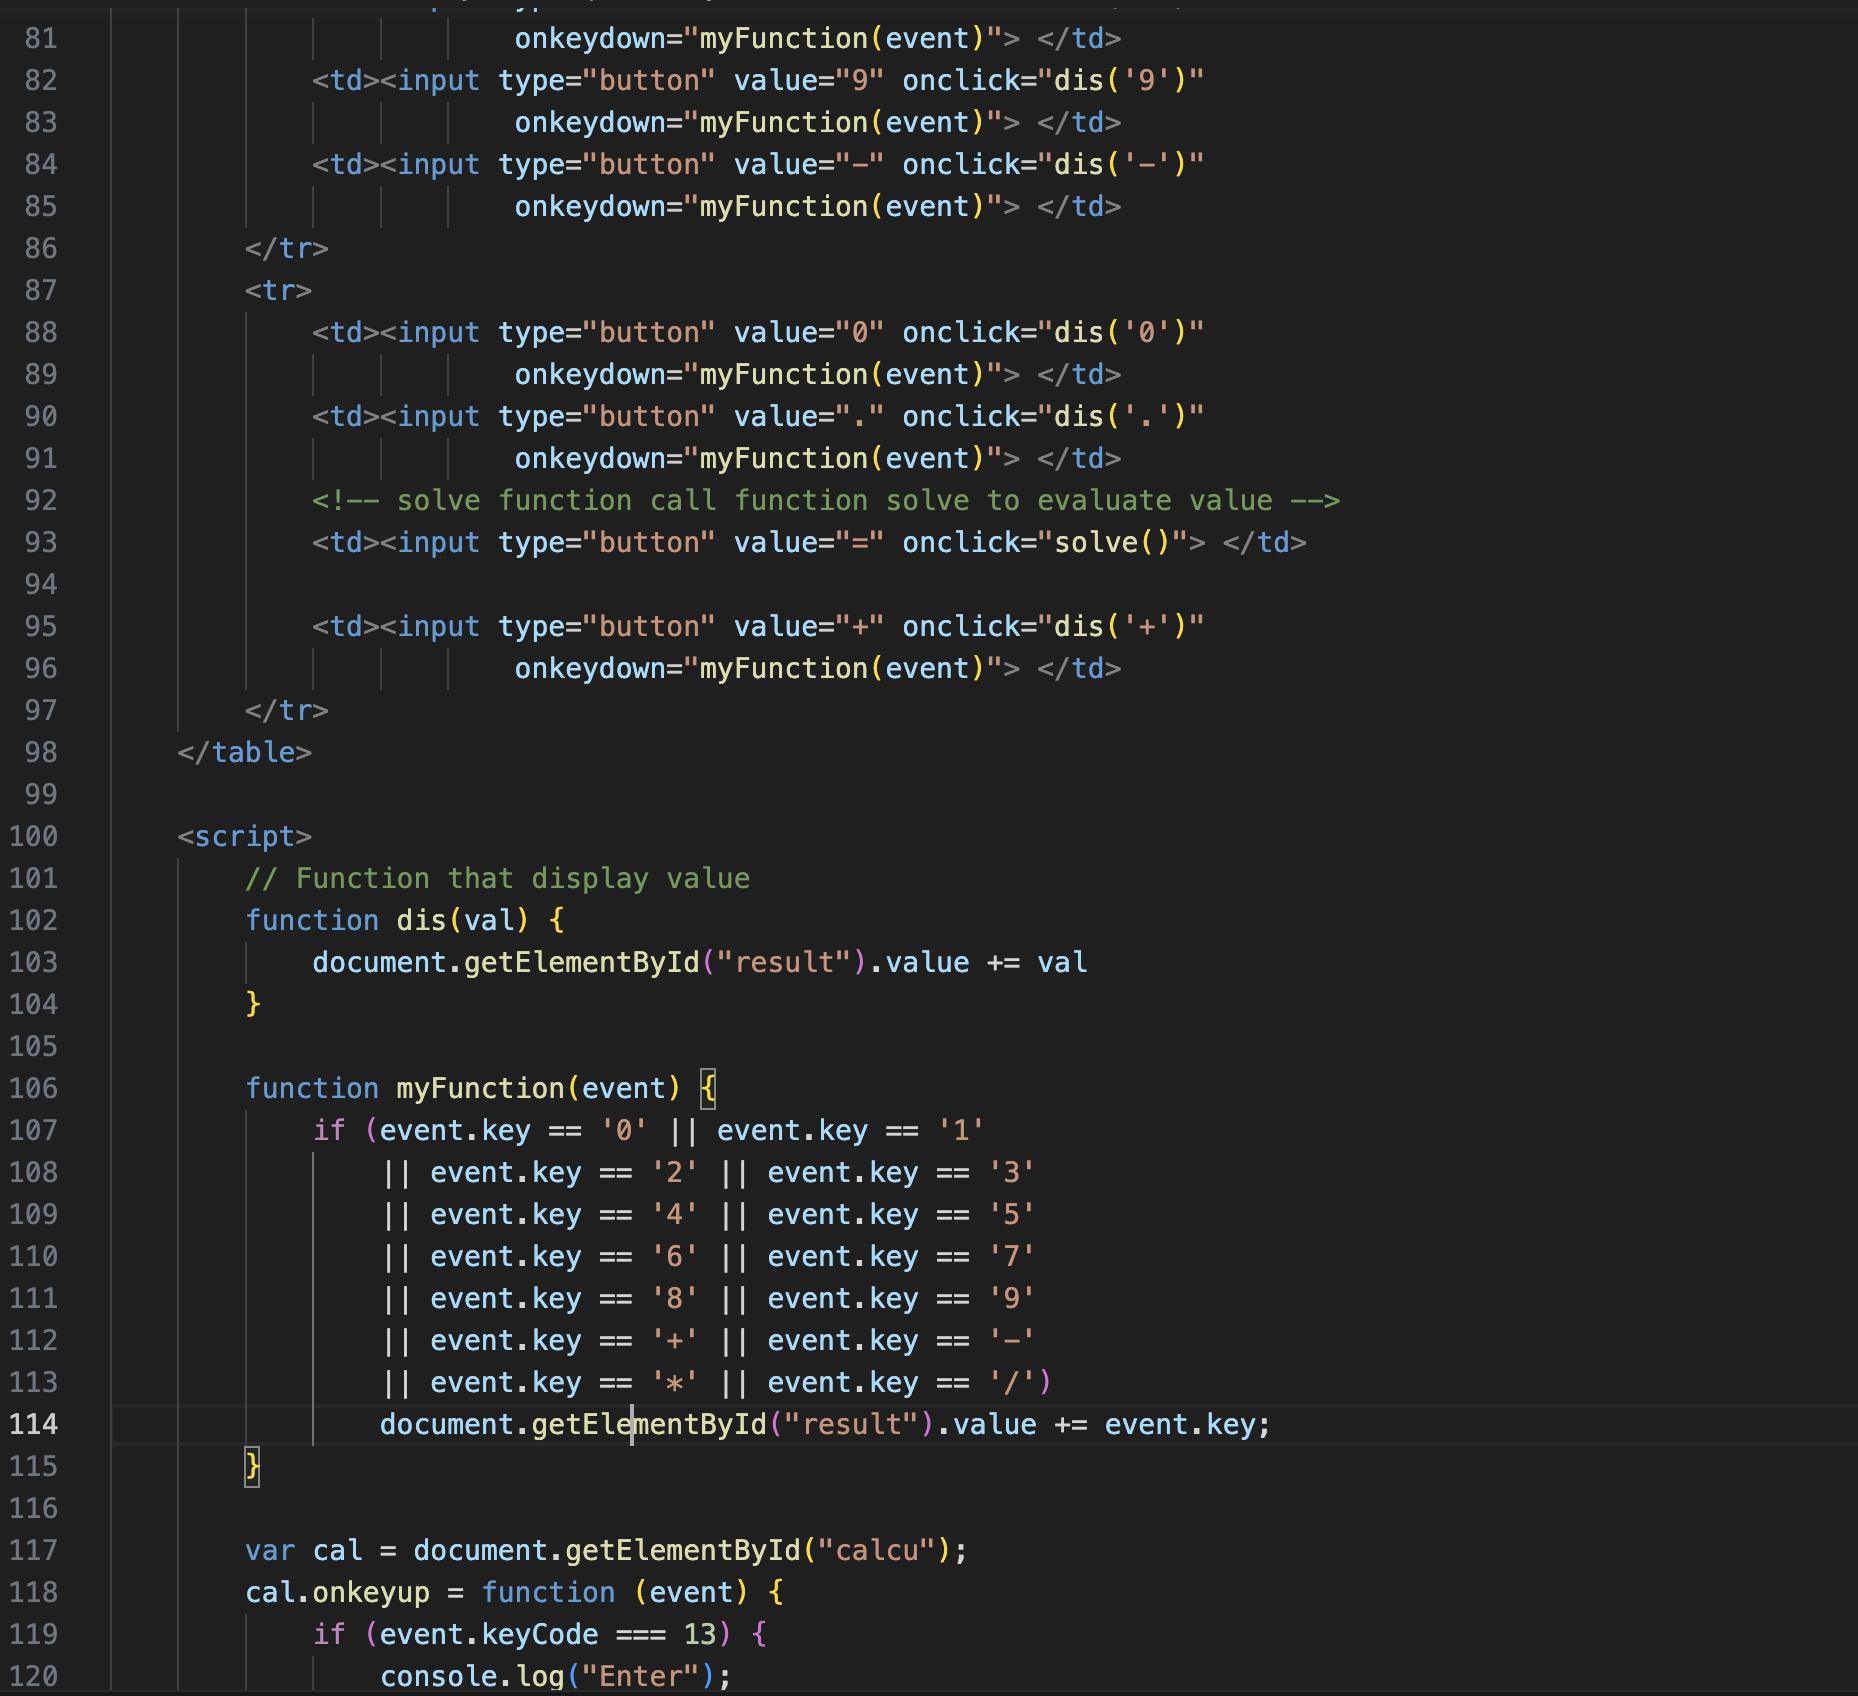 81 onkeydown="myFunction(event)"> </td>
82 <td><input type="button" value="9" onclick="dis('9')"
83 onkeydown="myFunction(event)"> </td>
84 <td><input type="button" value="-" onclick="dis('-')"
85 onkeydown="myFunction(event)"> </td>
86 </tr>
87 <tr>
88 <td><input type="button" value="0" onclick="dis('0')"
89 onkeydown="myFunction(event)"> </td>
90 <td><input type="button" value="." onclick="dis('.')"
91 onkeydown="myFunction(event)"> </td>
92 <!-- solve function call function solve to evaluate value -->
93 <td><input type="button" value="=" onclick="solve()"> </td>
94
95 <td><input type="button" value="+" onclick="dis('+')"
96 onkeydown="myFunction(event)"> </td>
97 </tr>
98 </table>
99
100 <script>
101 // Function that display value
102 function dis(val) {
103 document.getElementById("result").value += val
104 }
105
106 function myFunction(event) {
107 if (event.key == '0' || event.key == '1'
108 || event.key == '2' || event.key == '3'
109 || event.key == '4' || event.key == '5'
110 || event.key == '6' || event.key == '7'
111 || event.key == '8' || event.key == '9'
112 || event.key == '+' || event.key == '-'
113 || event.key == '*' || event.key == '/')
114 document.getElementById("result").value += event.key;
115 }
116
117 var cal = document.getElementById("calcu");
118 cal.onkeyup = function (event) {
119 if (event.keyCode === 13) {
120 console.log("Enter");